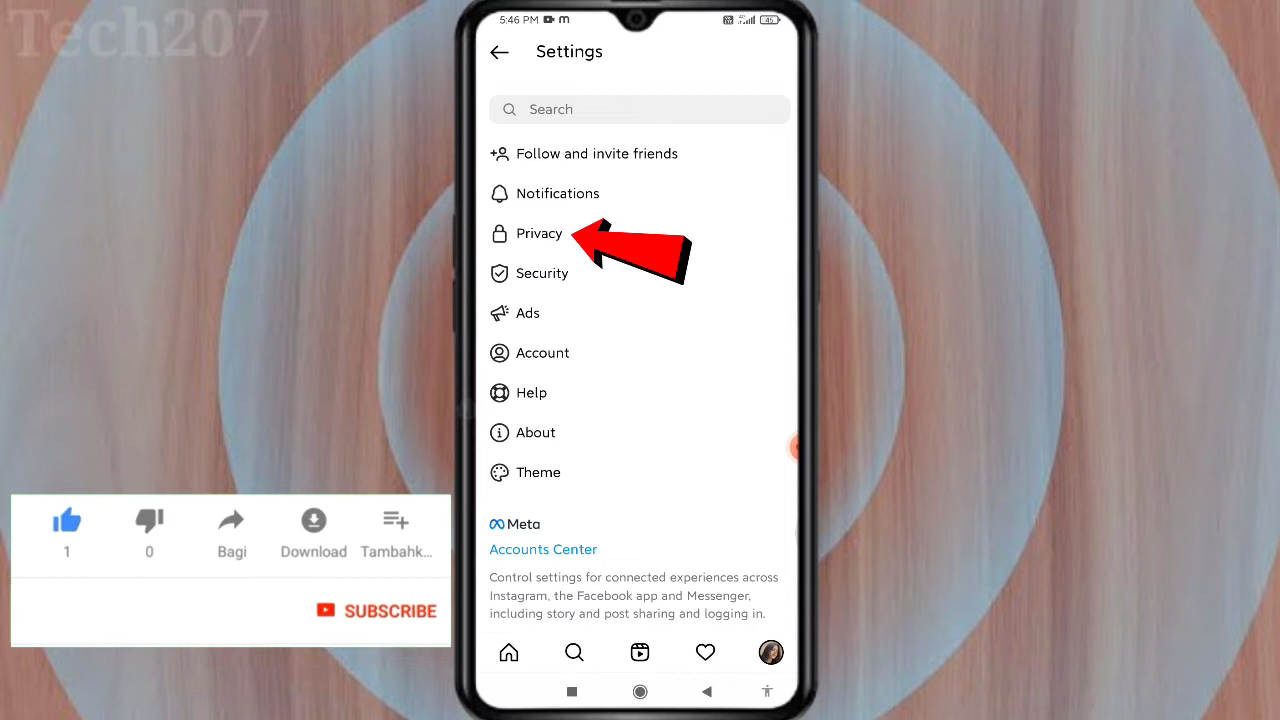 Tech207
5:46 PM m
45
Settings
Search
Follow and invite friends
Notifications
Privacy
Security
Ads
Account
Help
About
Theme
Meta
Accounts Center
Control settings for connected experiences across
Instagram, the Facebook app and Messenger,
including story and post sharing and logging in.
1 0 Bagi Download Tambahk...
SUBSCRIBE